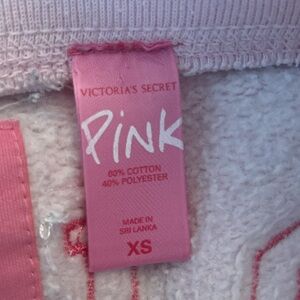 VICTORIA'S SECRET
PINK
60% COTTON
40% POLYESTER
MADE IN
SRI LANKA
XS